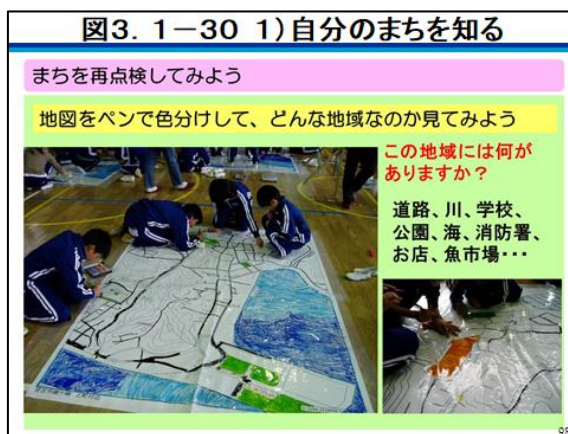 図3.1-30 1)自分のまちを知る
まちを再点検してみよう
地図をペンで色分けして、どんな地域なのか見てみよう
この地域には何が
ありますか？
道路、川、学校、
公園、海、消防署、
お店、魚市場･･･